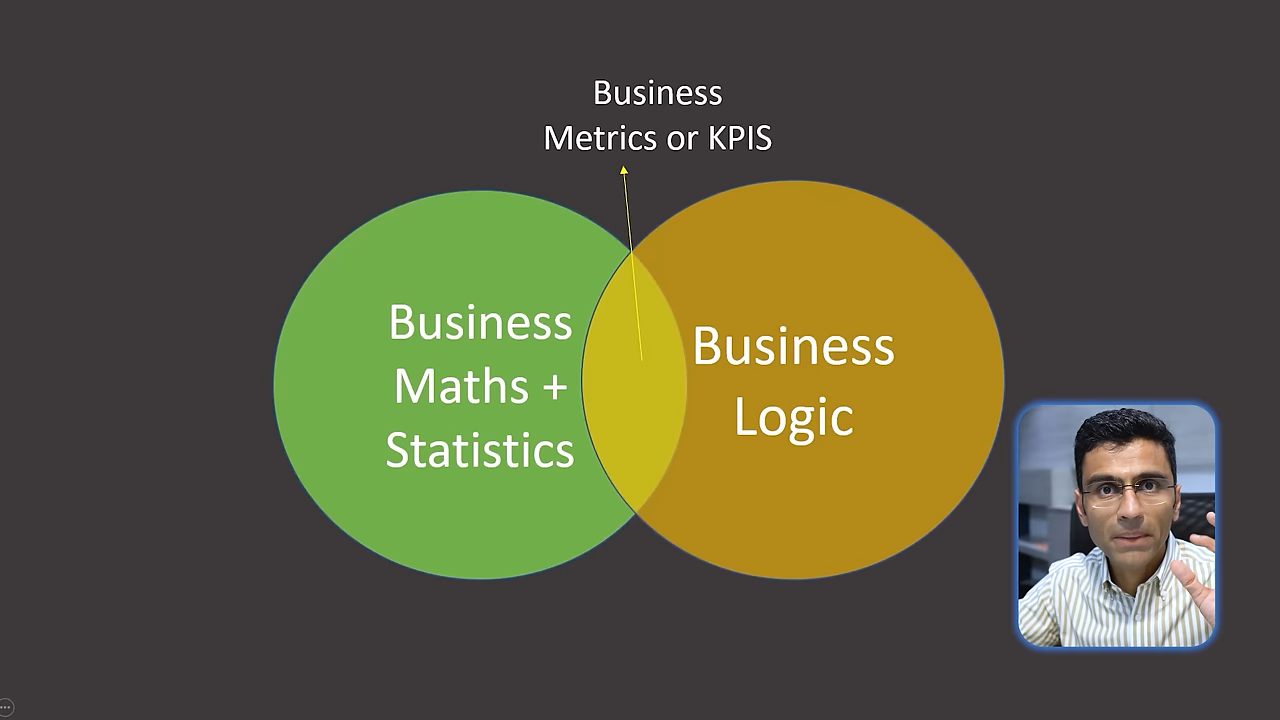 Business
Metrics or KPIS
Business
Maths +
Statistics
Business
Logic